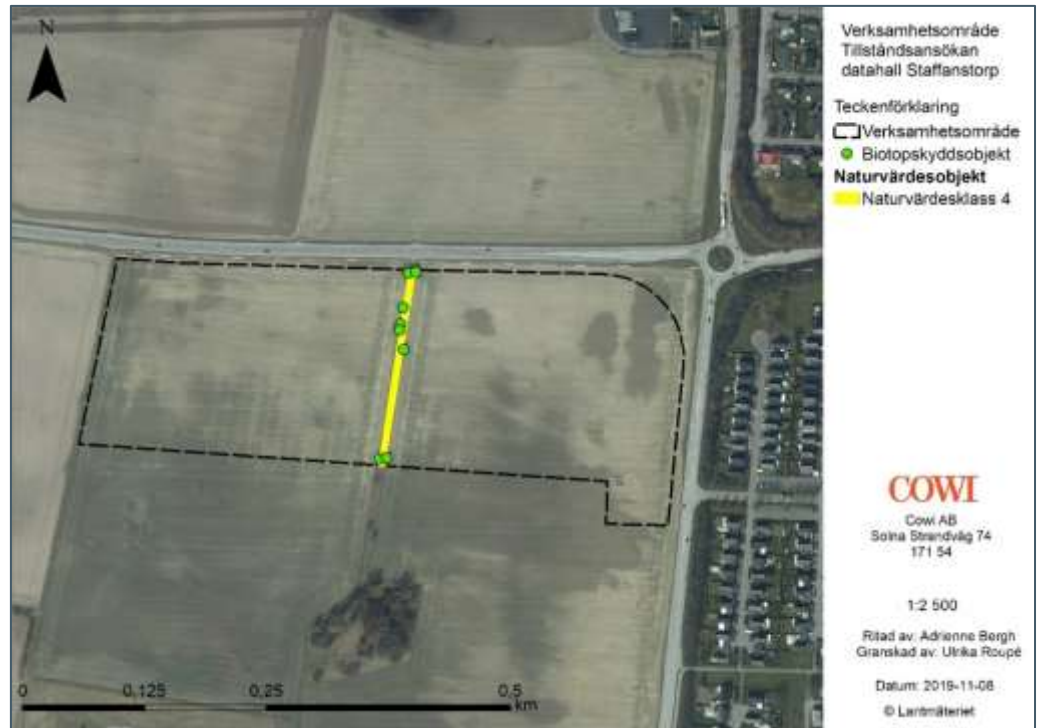 N
Verksamhetsområde
Tillståndsansökan
datahall Staffanstorp
Teckenförklaring
Verksamhetsområde
Biotopskyddsobjekt
Naturvärdesobjekt
Naturvärdesklass 4
COWI
Cowi AB
Solna Strandväg 74
171 54
1:2 500
Ritad av: Adrienne Bergh
Granskad av: Ulrika Roupé
Datum: 2019-11-08
© Lantmäteriet
0 0,125 0,25 0,5
km